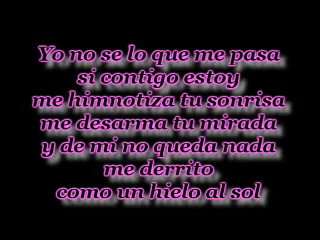 Yo no se lo que me pasa
si contigo estoy
me himnotiza tu sonrisa
me desarma tu mirada
y de mi no queda nada
me derrito
como un hielo al sol